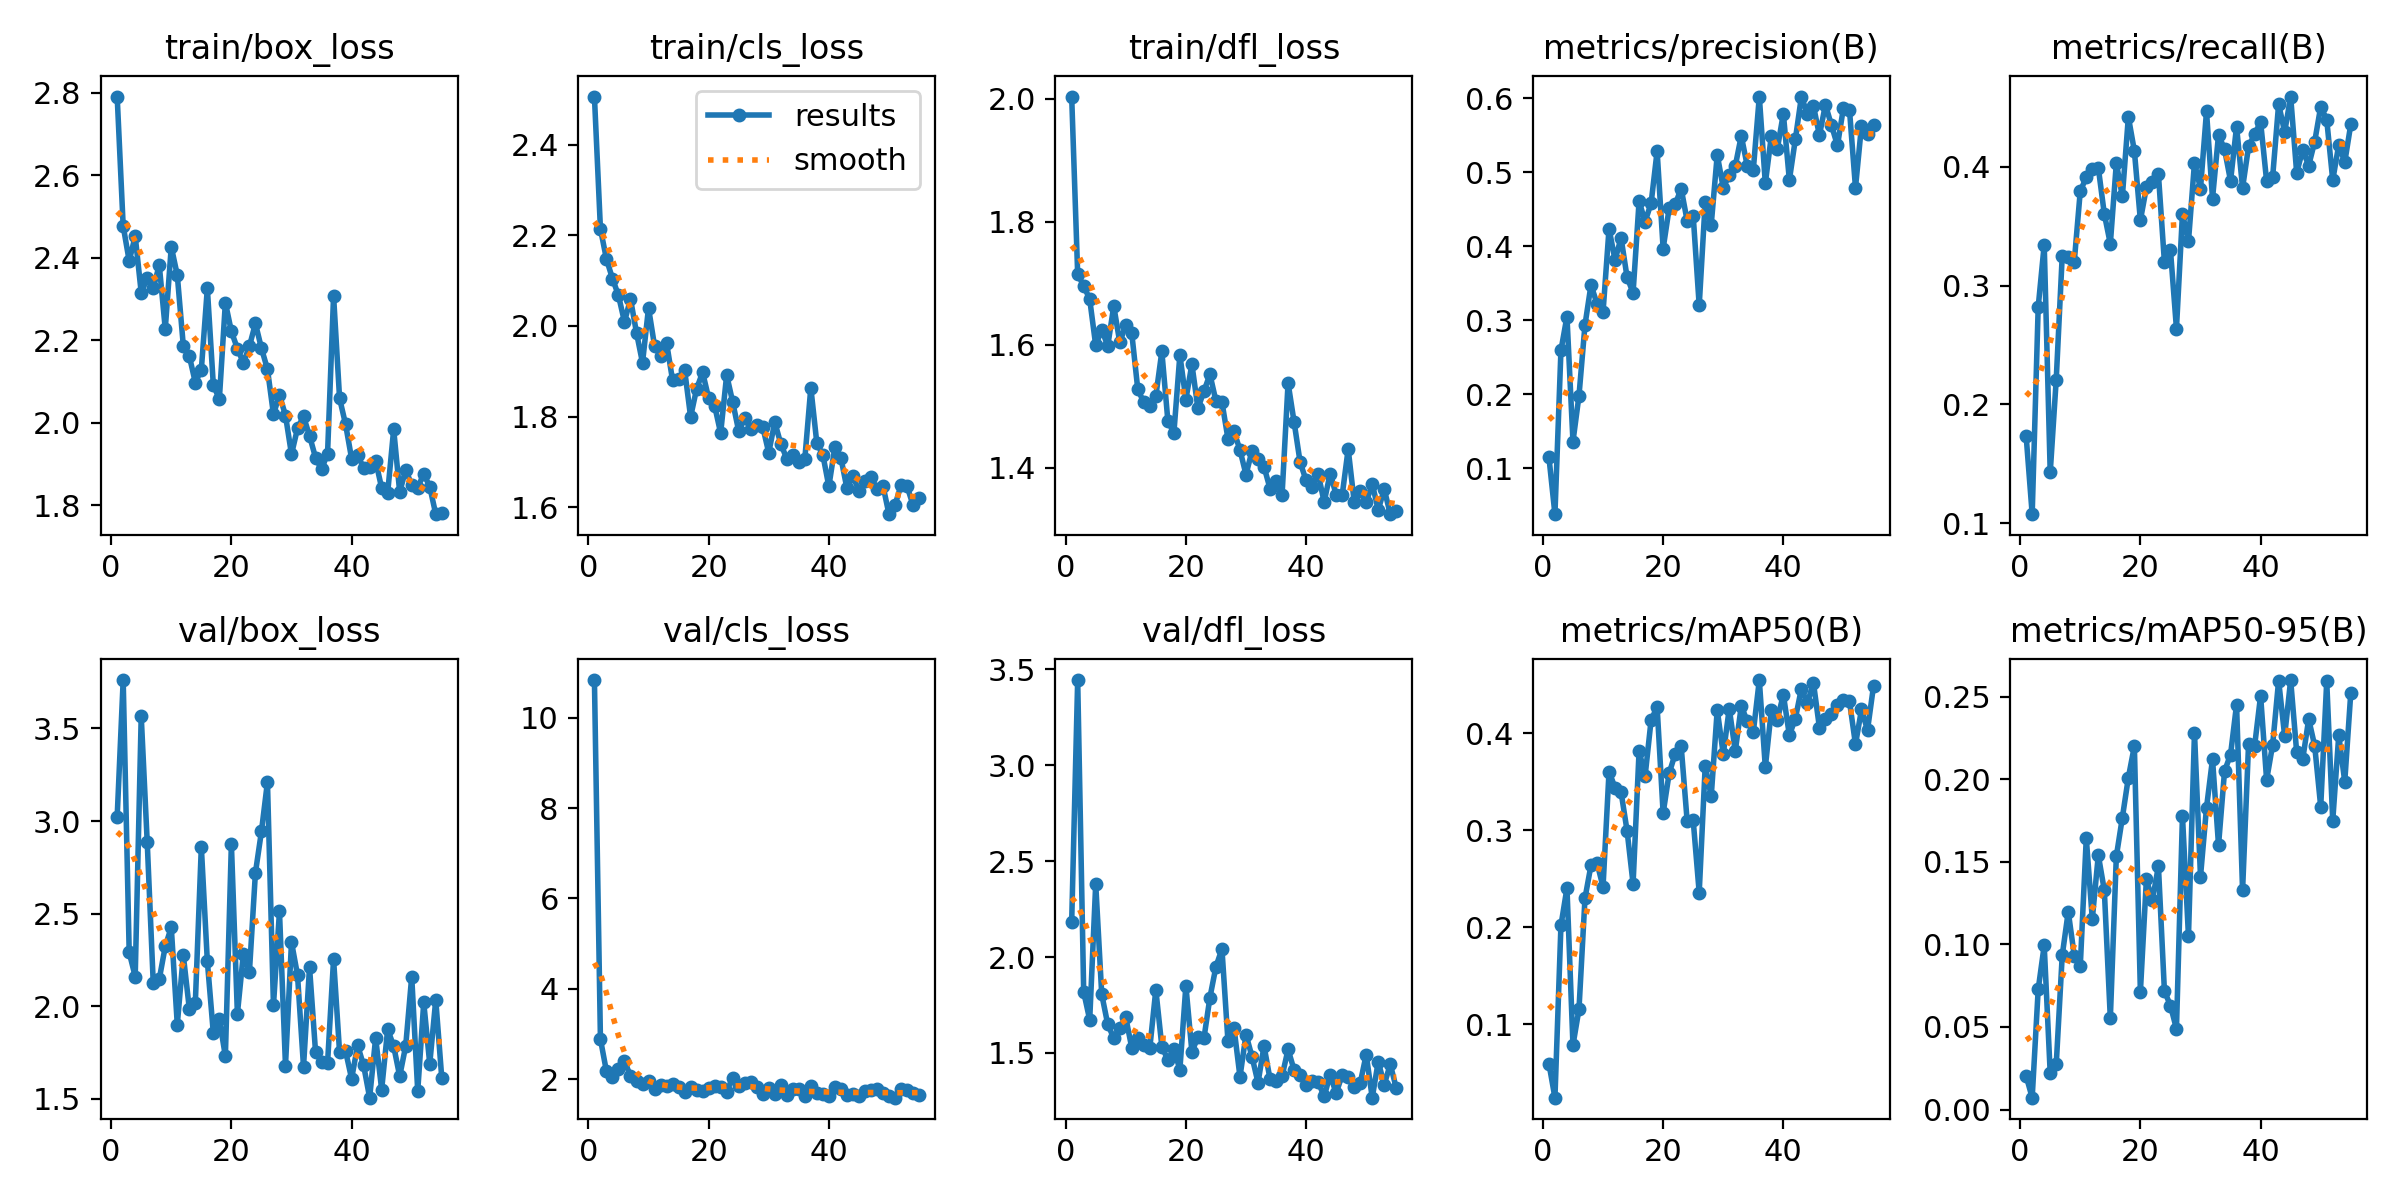 train/box_loss
2.8
2.6
2.4
2.2
2.0
1.8
0 20 40
train/cls_loss
results
smooth
2.4
2.2
2.0
1.8
1.6
0 20 40
train/dfl_loss
2.0
1.8
1.6
1.4
0 20 40
metrics/precision(B)
0.6
0.5
0.4
0.3
0.2
0.1
0 20 40
metrics/recall(B)
0.4
0.3
0.2
0.1
0 20 40
val/box_loss
3.5
3.0
2.5
2.0
1.5
0 20 40
val/cls_loss
10
8
6
4
2
0 20 40
val/dfl_loss
3.5
3.0
2.5
2.0
1.5
0 20 40
metrics/mAP50(B)
0.4
0.3
0.2
0.1
0 20 40
metrics/mAP50-95(B)
0.25
0.20
0.15
0.10
0.05
0.00
0 20 40